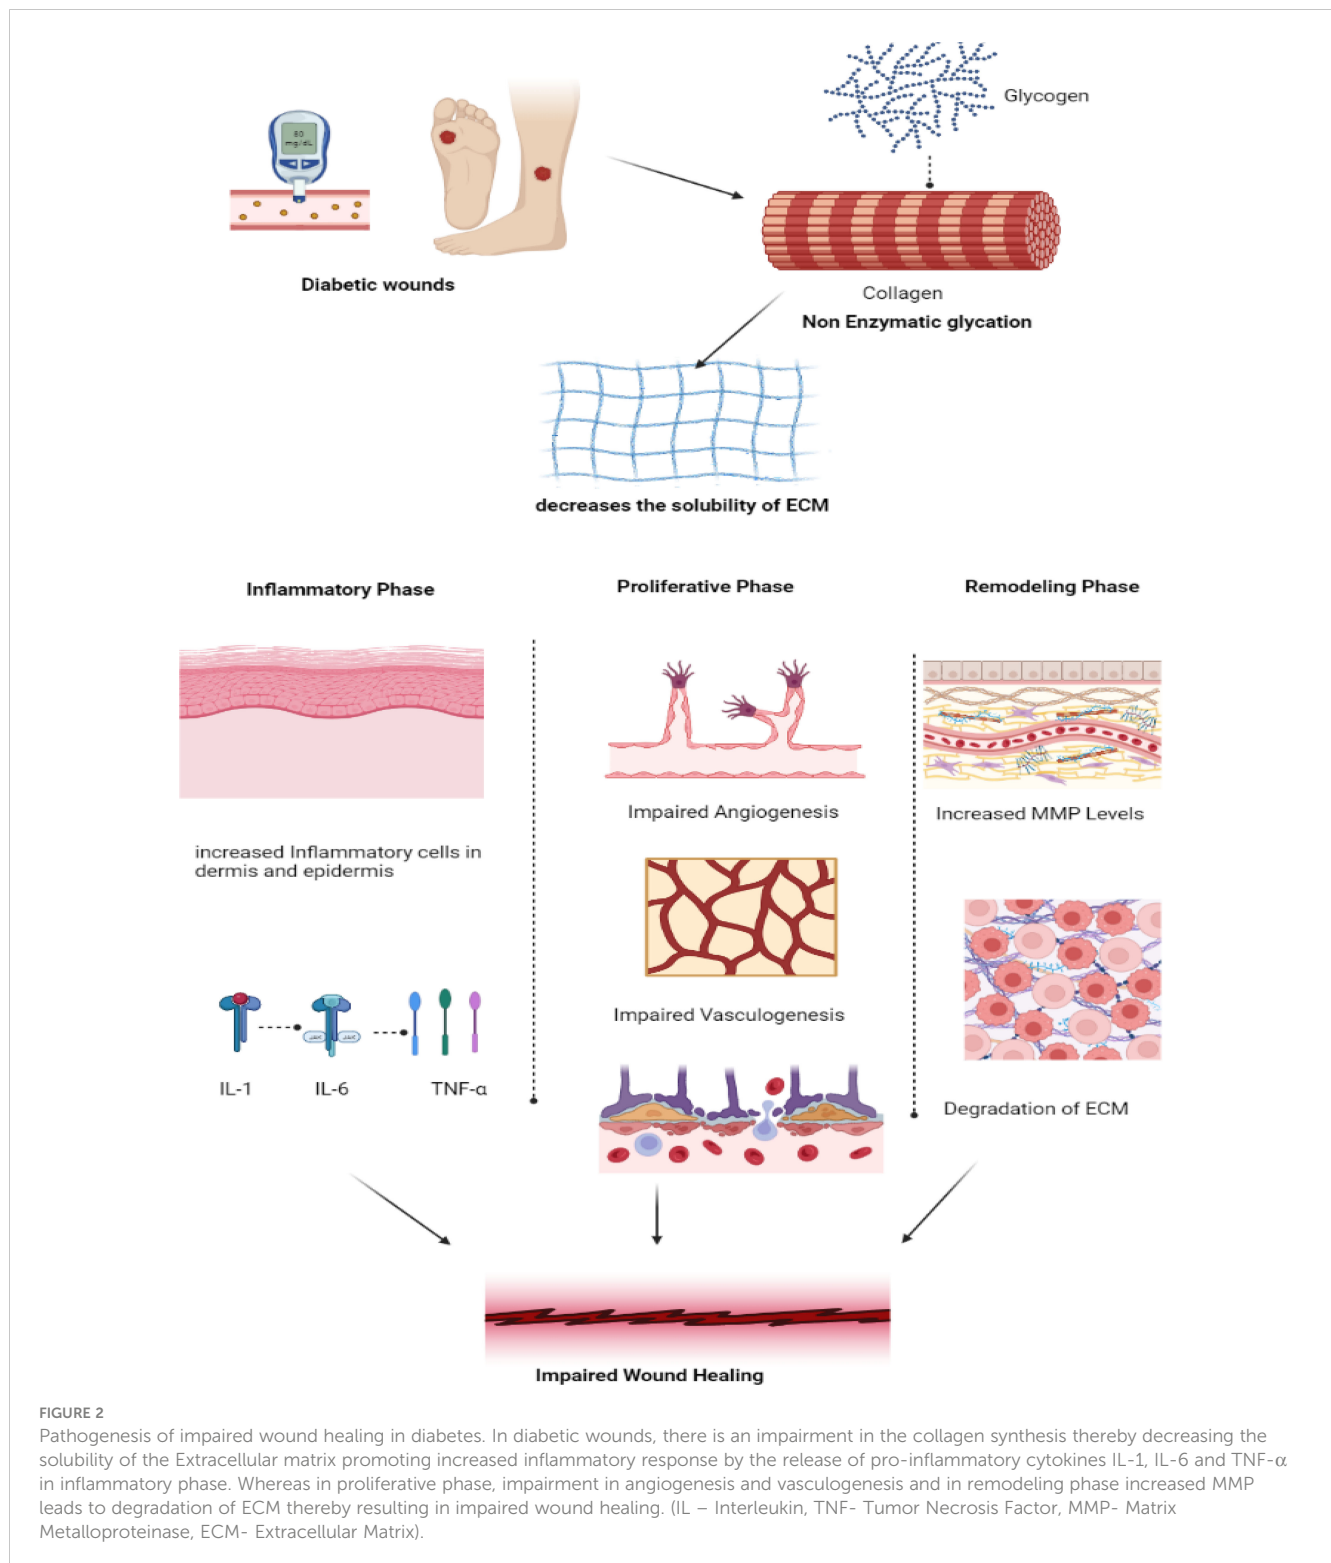 80
mg/dL
Glycogen
Diabetic wounds
Collagen
Non Enzymatic glycation
decreases the solubility of ECM
Inflammatory Phase
Proliferative Phase
Remodeling Phase
increased Inflammatory cells in
dermis and epidermis
Impaired Angiogenesis
Increased MMP Levels
Impaired Vasculogenesis
JAK
JAK
IL-1
IL-6
TNF-α
Degradation of ECM
Impaired Wound Healing
FIGURE 2
Pathogenesis of impaired wound healing in diabetes. In diabetic wounds, there is an impairment in the collagen synthesis thereby decreasing the
solubility of the Extracellular matrix promoting increased inflammatory response by the release of pro-inflammatory cytokines IL-1, IL-6 and TNF-α
in inflammatory phase. Whereas in proliferative phase, impairment in angiogenesis and vasculogenesis and in remodeling phase increased MMP
leads to degradation of ECM thereby resulting in impaired wound healing. (IL – Interleukin, TNF- Tumor Necrosis Factor, MMP- Matrix
Metalloproteinase, ECM- Extracellular Matrix).